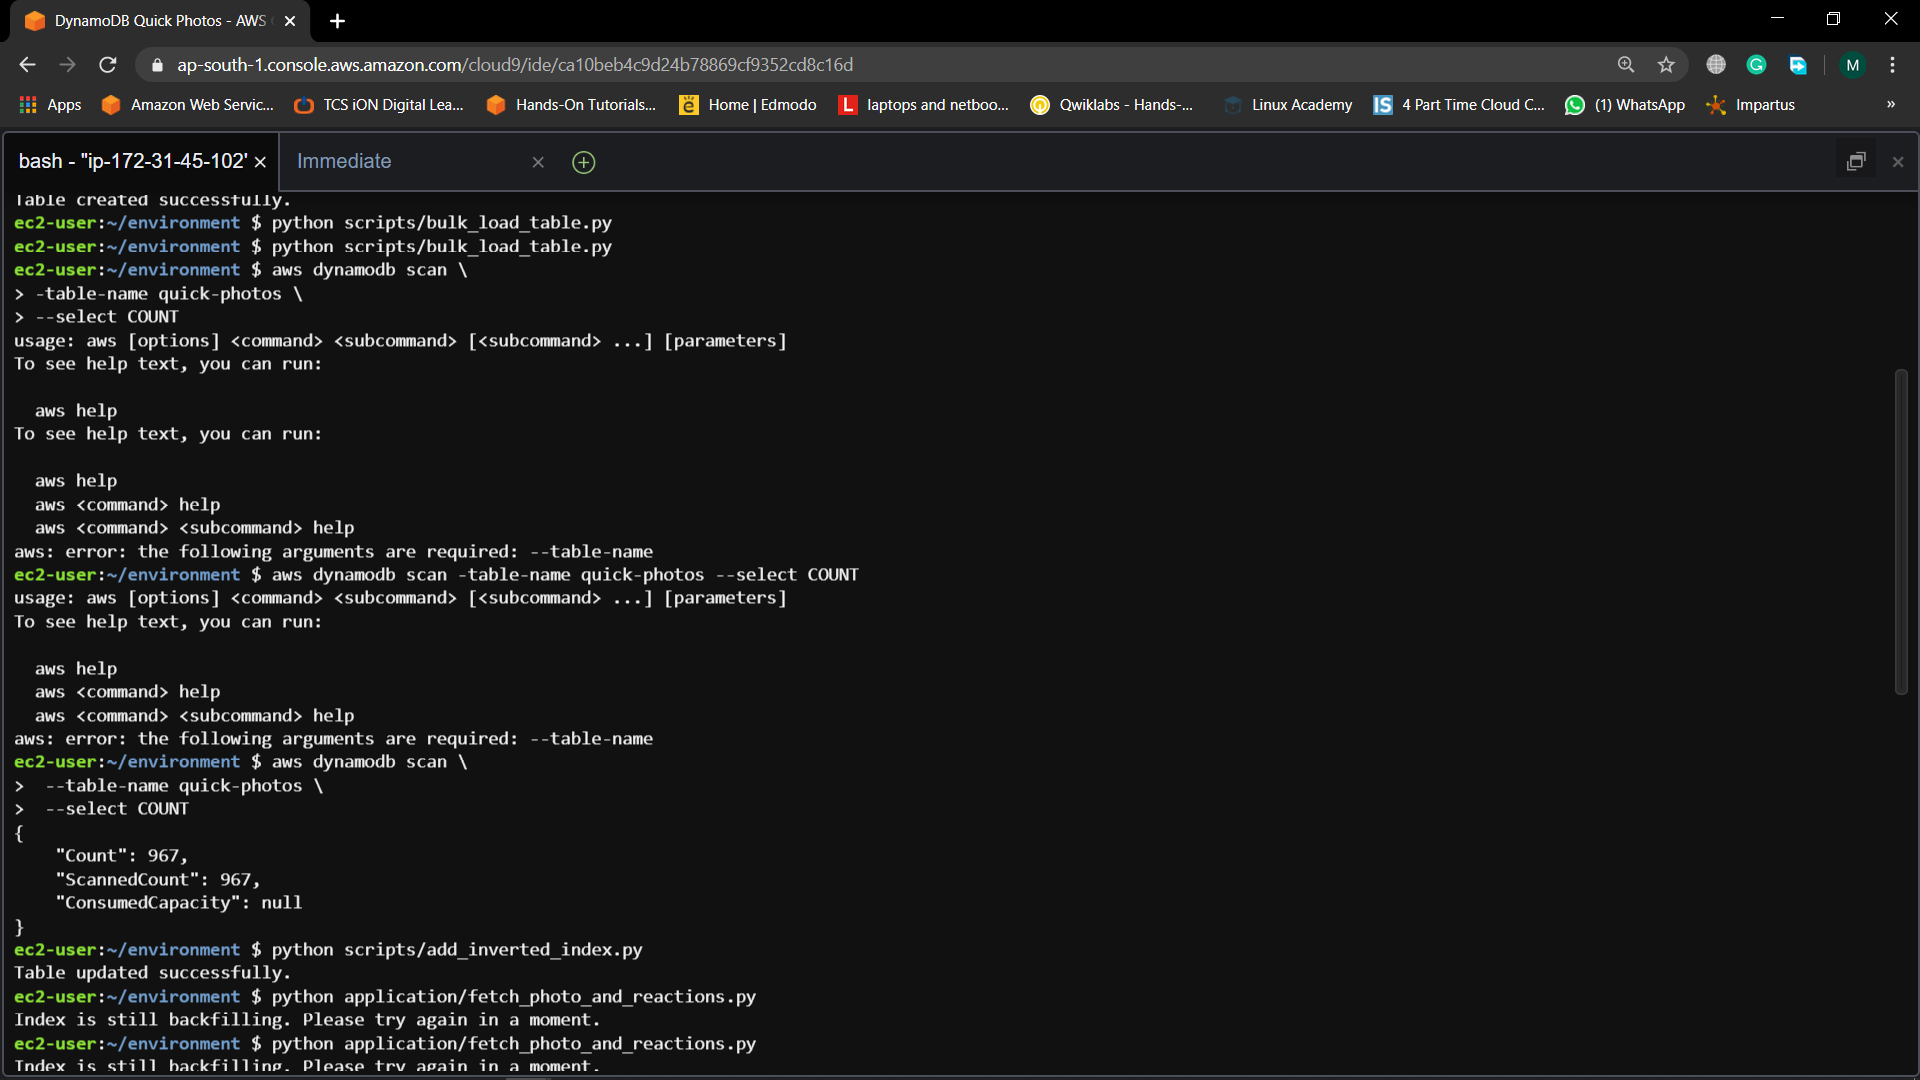 DynamoDB Quick Photos - AWS
ap-south-1.console.aws.amazon.com/cloud9/ide/ca10beb4c9d24b78869cf9352cd8c16d
M
Apps
Amazon Web Servic...
TCS iON Digital Lea...
Hands-On Tutorials...
Home | Edmodo
laptops and netboo...
Qwiklabs - Hands-...
Linux Academy
4 Part Time Cloud C...
(1) WhatsApp
Impartus
»
bash - "ip-172-31-45-102'
Immediate
Table created successfully.
ec2-user:~/environment $ python scripts/bulk_load_table.py
ec2-user:~/environment $ python scripts/bulk_load_table.py
ec2-user:~/environment $ aws dynamodb scan \
> -table-name quick-photos \
> --select COUNT
usage: aws [options] <command> <subcommand> [<subcommand> ...] [parameters]
To see help text, you can run:
aws help
To see help text, you can run:
aws help
aws <command> help
aws <command> <subcommand> help
aws: error: the following arguments are required: --table-name
ec2-user:~/environment $ aws dynamodb scan -table-name quick-photos --select COUNT
usage: aws [options] <command> <subcommand> [<subcommand> ...] [parameters]
To see help text, you can run:
aws help
aws <command> help
aws <command> <subcommand> help
aws: error: the following arguments are required: --table-name
ec2-user:~/environment $ aws dynamodb scan \
>  --table-name quick-photos \
>  --select COUNT
{
"Count": 967,
"ScannedCount": 967,
"ConsumedCapacity": null
}
ec2-user:~/environment $ python scripts/add_inverted_index.py
Table updated successfully.
ec2-user:~/environment $ python application/fetch_photo_and_reactions.py
Index is still backfilling. Please try again in a moment.
ec2-user:~/environment $ python application/fetch_photo_and_reactions.py
Index is still backfilling. Please try again in a moment.